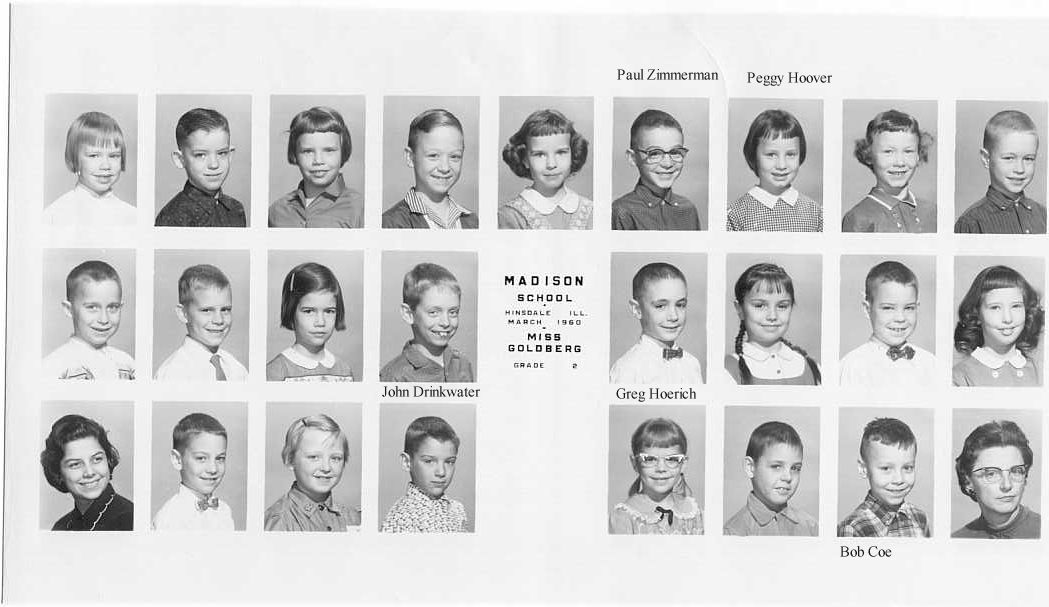 Paul Zimmerman
Peggy Hoover
MADISON
SCHOOL
HINSDALE ILL.
MARCH 1960
MISS
GOLDBERG
GRADE 2
John Drinkwater
Greg Hoerich
Bob Coe